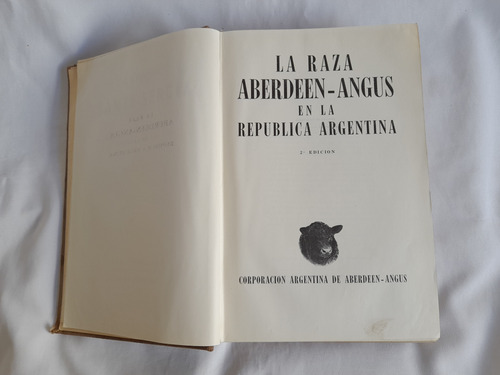 LA RAZA
ABERDEEN-ANGUS
EN LA
REPUBLICA ARGENTINA
2ª EDICION
CORPORACION ARGENTINA DE ABERDEEN-ANGUS